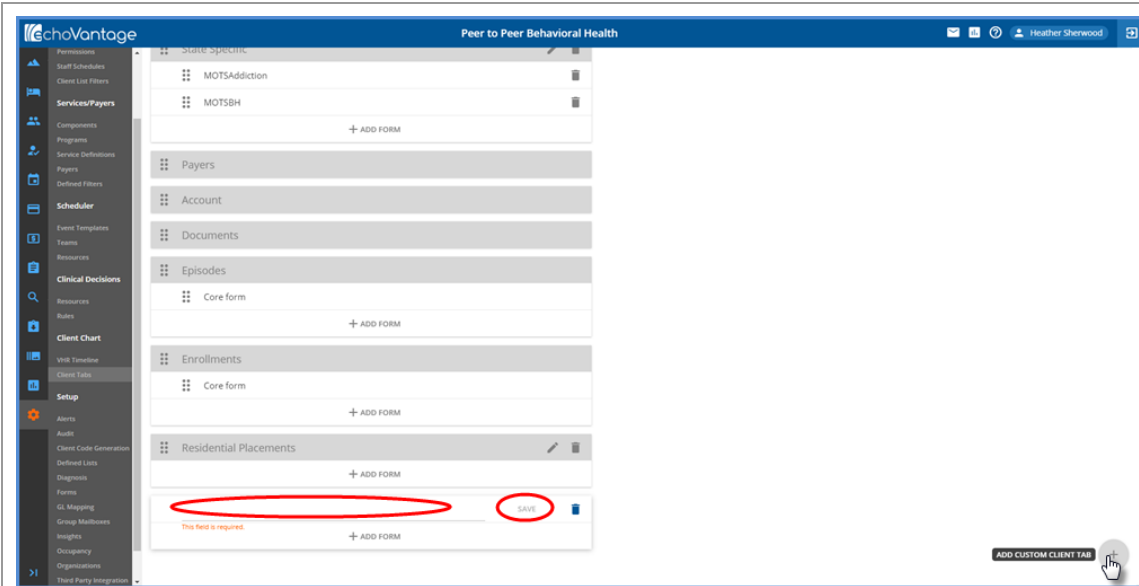 EchoVantage
Peer to Peer Behavioral Health
Heather Sherwood
Permissions
Staff Schedules
Client List Filters
Services/Payers
Components
Programs
Service Definitions
Payers
Defined Filters
Scheduler
Event Templates
Teams
Resources
Clinical Decisions
Resources
Rules
Client Chart
VHR Timeline
Client Tabs
Setup
Alerts
Audit
Client Code Generation
Defined Lists
Diagnosis
Forms
GL Mapping
Group Mailboxes
Insights
Occupancy
Organizations
Third Party Integration
State Specific
MOTSAddiction
MOTSBH
+ ADD FORM
Payers
Account
Documents
Episodes
Core form
+ ADD FORM
Enrollments
Core form
+ ADD FORM
Residential Placements
+ ADD FORM
SAVE
This field is required.
+ ADD FORM
ADD CUSTOM CLIENT TAB